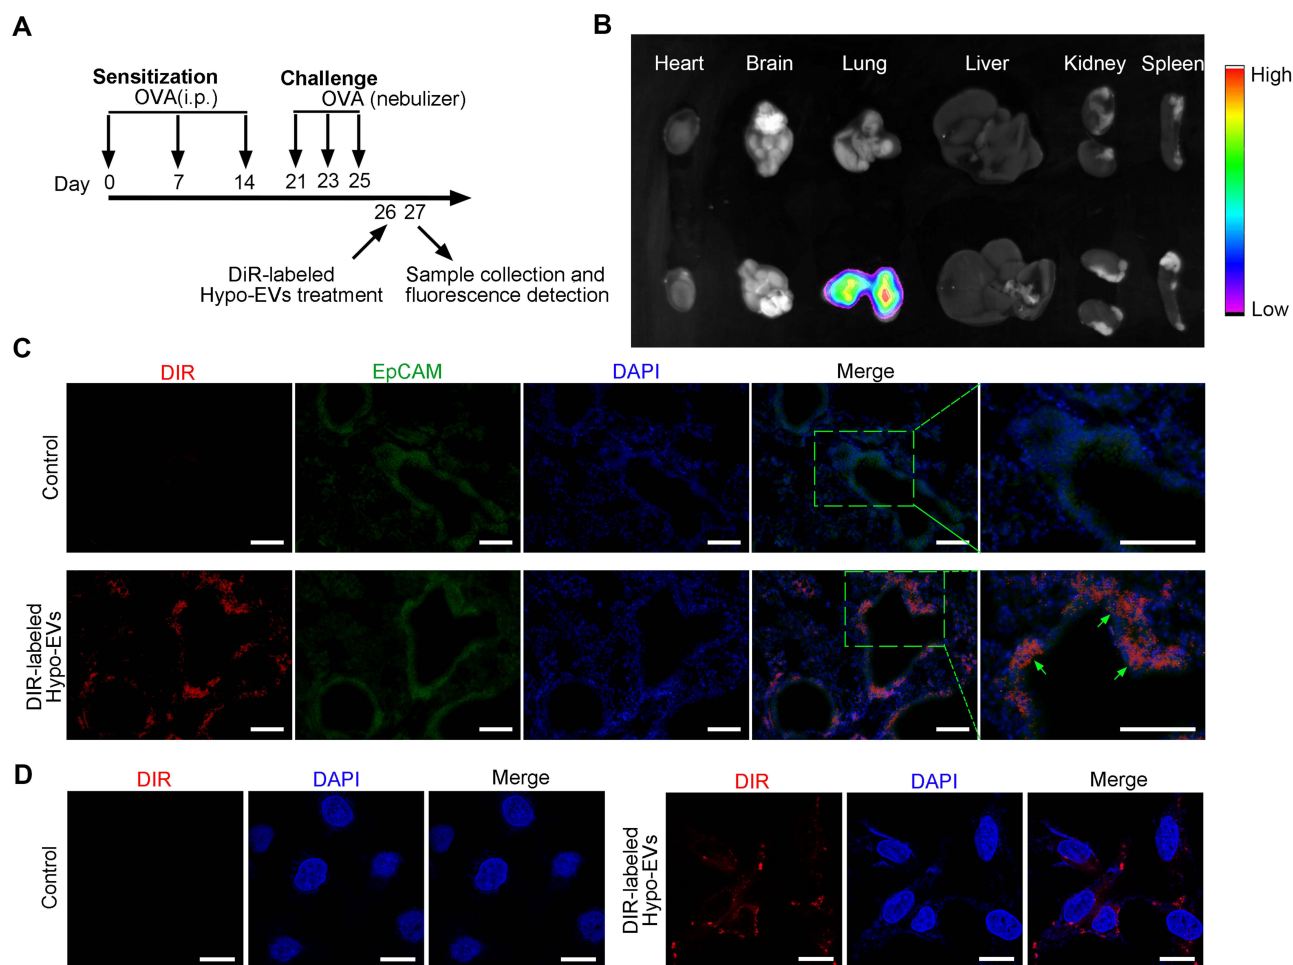 A
Sensitization
OVA(i.p.)
Challenge
OVA (nebulizer)
Day 0 7 14 21 23 25
26 27
DiR-labeled
Hypo-EVs treatment
Sample collection and
fluorescence detection
B
Heart Brain Lung Liver Kidney Spleen
High
Low
C
DIR EpCAM DAPI Merge
Control
DIR-labeled
Hypo-EVs
D
DIR DAPI Merge
Control
DIR DAPI Merge
DIR-labeled
Hypo-EVs